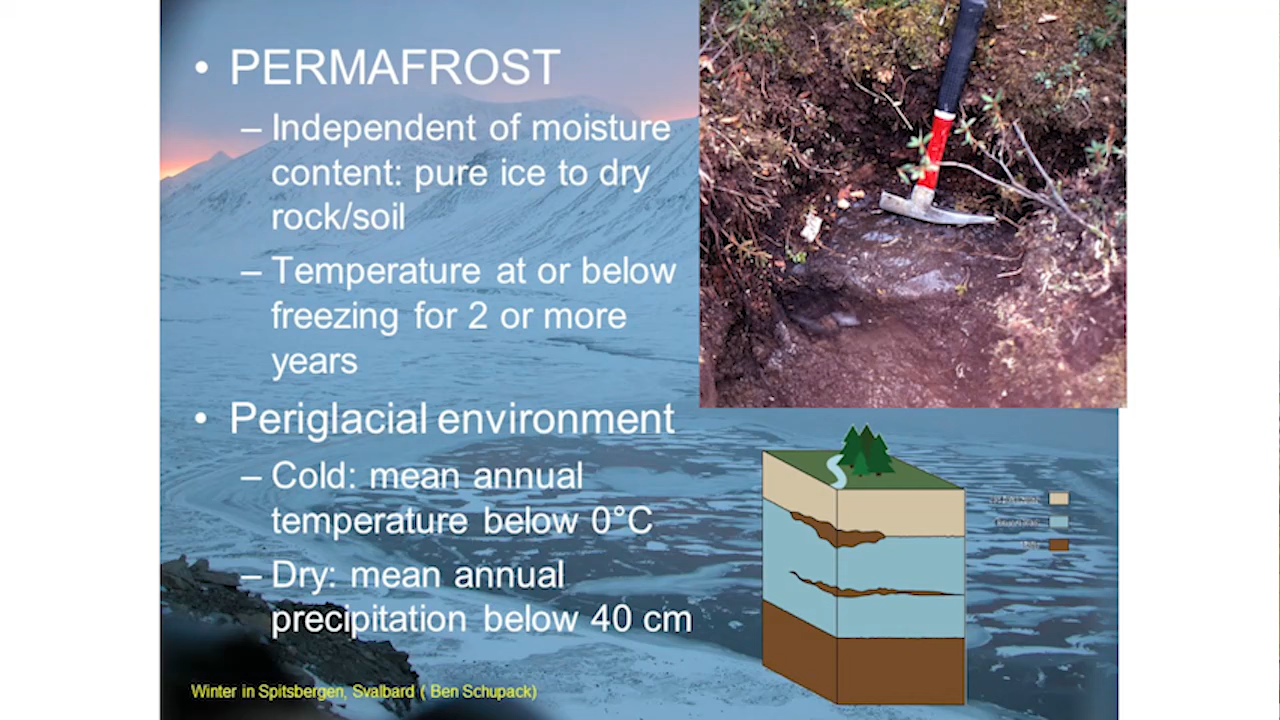 • PERMAFROST
– Independent of moisture
content: pure ice to dry
rock/soil
– Temperature at or below
freezing for 2 or more
years
• Periglacial environment
– Cold: mean annual
temperature below 0°C
– Dry: mean annual
precipitation below 40 cm
Winter in Spitsbergen, Svalbard ( Ben Schupack)